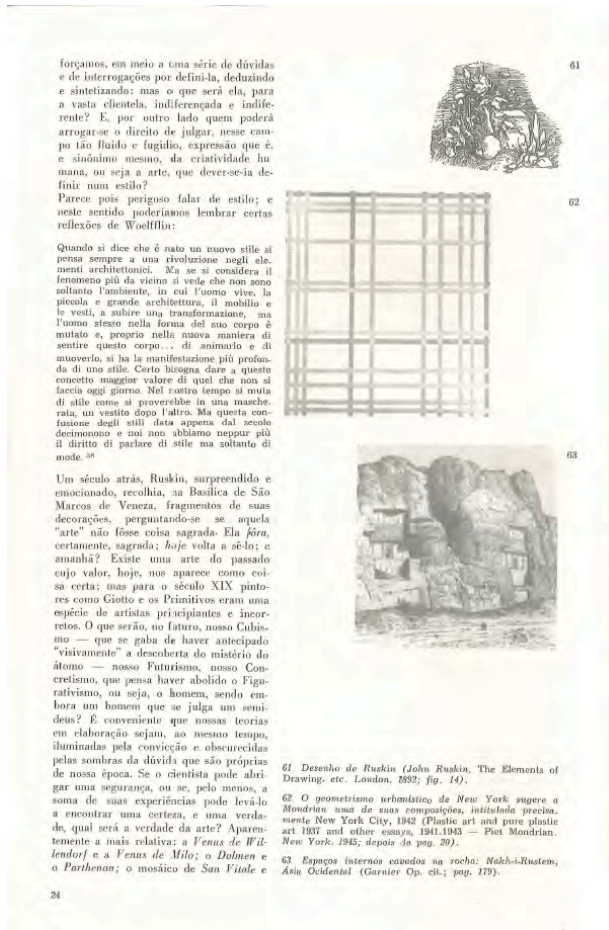 forçamos, em meio a uma série de dúvidas
e de interrogações por defini-la, deduzindo
e sintetizando: mas o que será ela, para
a vasta clientela, indiferençada e indife-
rente? E, por outro lado quem poderá
arrogar-se o direito de julgar, nesse cam-
po tão fluido e fugidio, expressão que é,
e sinônimo mesmo, da criatividade hu
mana, ou seja a arte, que dever-se-ia de-
finir num estilo?
Parece pois perigoso falar de estilo; e
neste sentido poderíamos lembrar certas
reflexões de Woelfflin:
Quando si dice che é nato un nuovo stile si
pensa sempre a una rivoluzione negli ele-
menti architettonici. Ma se si considera il
fenomeno più da vicino si vede che non sono
soltanto l'ambiente, in cui l'uomo vive, la
piccola e grande architettura, il mobilio e
le vesti, a subire una transformazione, ma
l'uomo stesso nella forma del suo corpo è
mutato e, proprio nella nuova maniera di
sentire questo corpo... di animarlo e di
muoverlo, si ha la manifestazione più profon-
da di uno stile. Certo bisogna dare a questo
concetto maggior valore di quel che non si
faccia oggi giorno. Nel nostro tempo si muta
di stile come si proverebbe in una masche.
rata, un vestito dopo l'altro. Ma questa con-
fusione degli stili data appena dal secolo
decimonono e noi non abbiamo neppur più
il diritto di parlare di stile ma soltanto di
mode.
Um século atrás, Ruskin, surpreendido e
emocionado, recolhia, na Basílica de São
Marcos de Veneza, fragmentos de suas
decorações, perguntando-se se aquela
"arte" não fôsse coisa sagrada. Ela fôra,
certamente, sagrada; hoje volta a sê-lo; e
amanhã? Existe uma arte do passado
cujo valor, hoje, nos aparece como coi-
sa certa; mas para o século XIX pinto-
res como Giotto e os Primitivos eram uma
espécie de artistas principiantes e incor-
retos. O que serão, no futuro, nosso Cubis-
mo — que se gaba de haver antecipado
"visivamente" a descoberta do mistério do
átomo — nosso Futurismo, nosso Con-
cretismo, que pensa haver abolido o Figu-
rativismo, ou seja, o homem, sendo em-
bora um homem que se julga um semi-
deus? É conveniente que nossas teorias
em elaboração sejam, ao mesmo tempo,
iluminadas pela convicção e obscurecidas
pelas sombras da dúvida que são próprias
de nossa época. Se o cientista pode abri-
gar uma segurança, ou se, pelo menos, a
soma de suas experiências pode levá-lo
a encontrar uma certeza, e uma verda-
de, qual será a verdade da arte? Aparen-
temente a mais relativa: a Venus de Wil-
lendorf e a Venus de Milo; o Dolmen e
o Parthenon; o mosáico de San Vitale e
24
61
62
63
61 Desenho de Ruskin (John Ruskin, The Elements of
Drawing, etc. London. 1892; fig. 14).
62 O geometrismo urbanistico de New York sugere a
Mondrian uma de suas composições, intitulada precisa.
mente New York City, 1942 (Plastic art and pure plastic
art 1937 and other essays, 1941.1943 — Piet Mondrian.
New York, 1945; depois da pag. 20).
63 Espaços internos cavados na rocha: Nakh-i-Rustem,
Ásia Ocidental (Garnier Op. cit.; pag. 179).